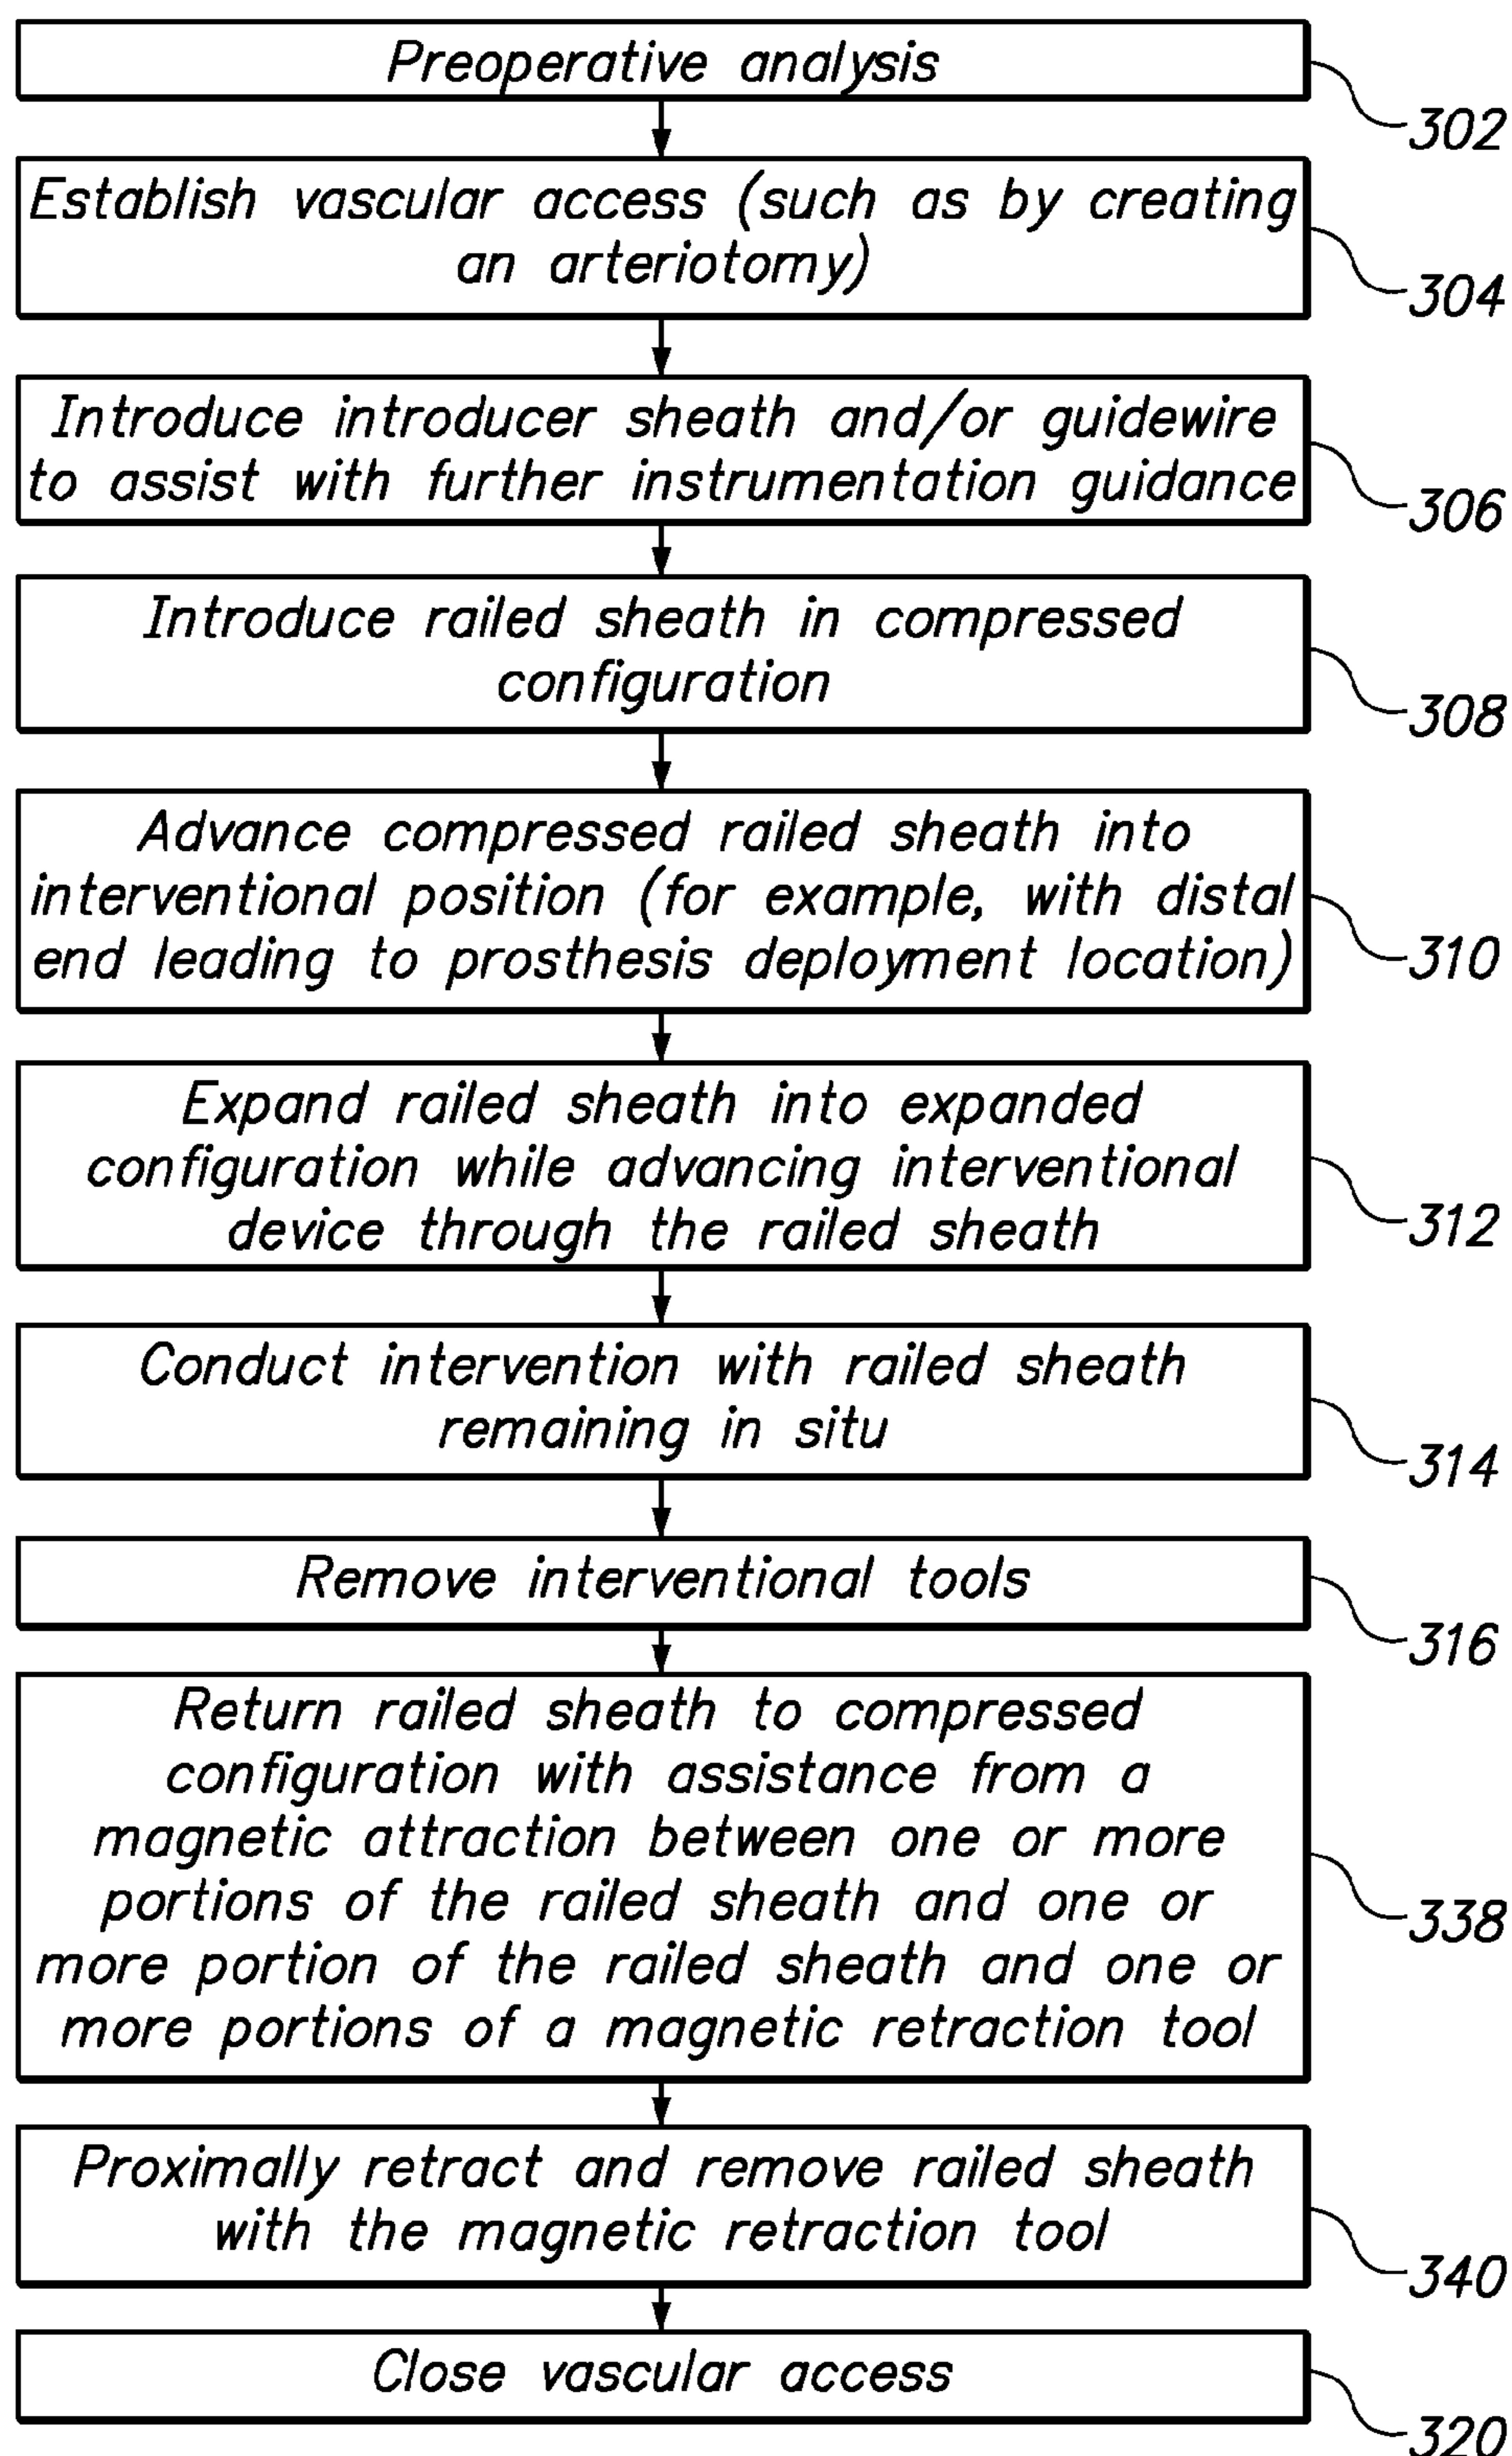 Preoperative analysis
302
Establish vascular access (such as by creating
an arteriotomy)
304
Introduce introducer sheath and/or guidewire
to assist with further instrumentation guidance
306
Introduce railed sheath in compressed
configuration
308
Advance compressed railed sheath into
interventional position (for example, with distal
end leading to prosthesis deployment location)
310
Expand railed sheath into expanded
configuration while advancing interventional
device through the railed sheath
312
Conduct intervention with railed sheath
remaining in situ
314
Remove interventional tools
316
Return railed sheath to compressed
configuration with assistance from a
magnetic attraction between one or more
portions of the railed sheath and one or
more portion of the railed sheath and one or
more portions of a magnetic retraction tool
338
Proximally retract and remove railed sheath
with the magnetic retraction tool
340
Close vascular access
320